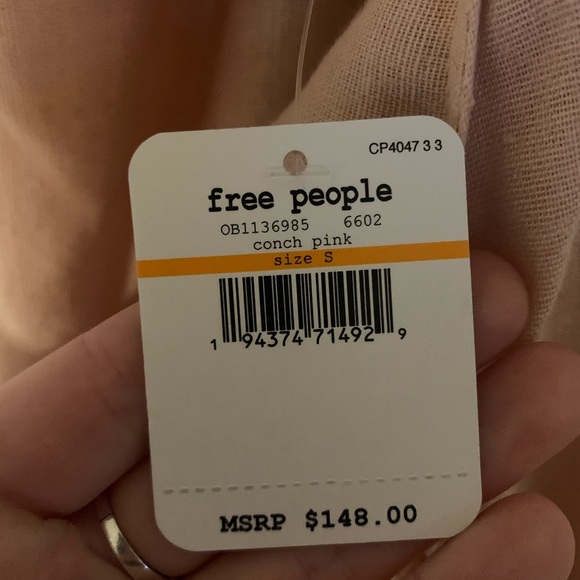 CP4047 3 3
free people
OB1136985 6602
conch pink
size S
1 94374 71492 9
MSRP $148.00